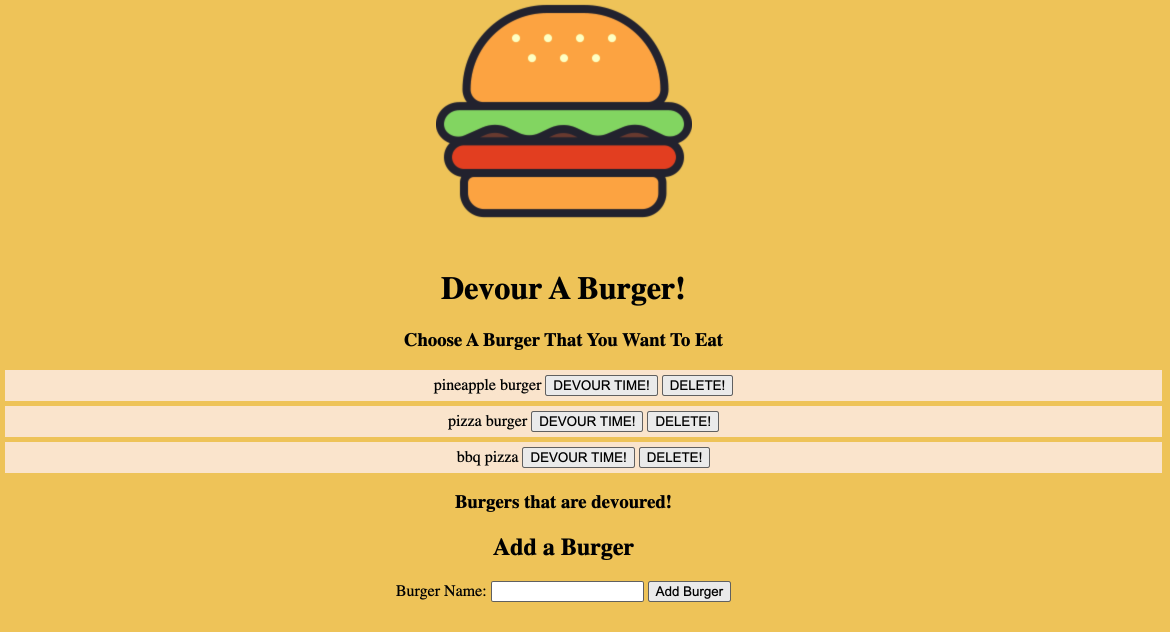 Devour A Burger!
Choose A Burger That You Want To Eat
pineapple burger DEVOUR TIME! DELETE!
pizza burger DEVOUR TIME! DELETE!
bbq pizza DEVOUR TIME! DELETE!
Burgers that are devoured!
Add a Burger
Burger Name: Add Burger